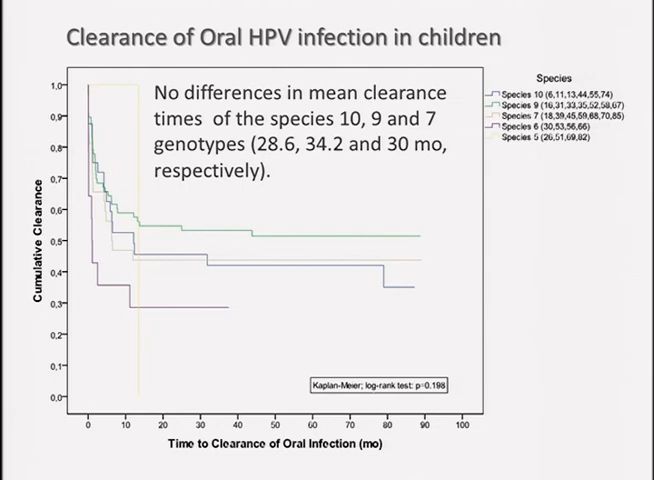 Clearance of Oral HPV infection in children
No differences in mean clearance
times of the species 10, 9 and 7
genotypes (28.6, 34.2 and 30 mo,
respectively).
Species
Species 10 (6,11,13,44,55,74)
Species 9 (16,31,33,35,52,58,67)
Species 7 (18,39,45,59,68,70,85)
Species 6 (30,53,56,66)
Species 5 (26,51,69,82)
Cumulative Clearance
1,0
0,9
0,8
0,7
0,6
0,5
0,4
0,3
0,2
0,1
0,0
Kaplan-Meier; log-rank test: p=0.198
0 10 20 30 40 50 60 70 80 90 100
Time to Clearance of Oral Infection (mo)